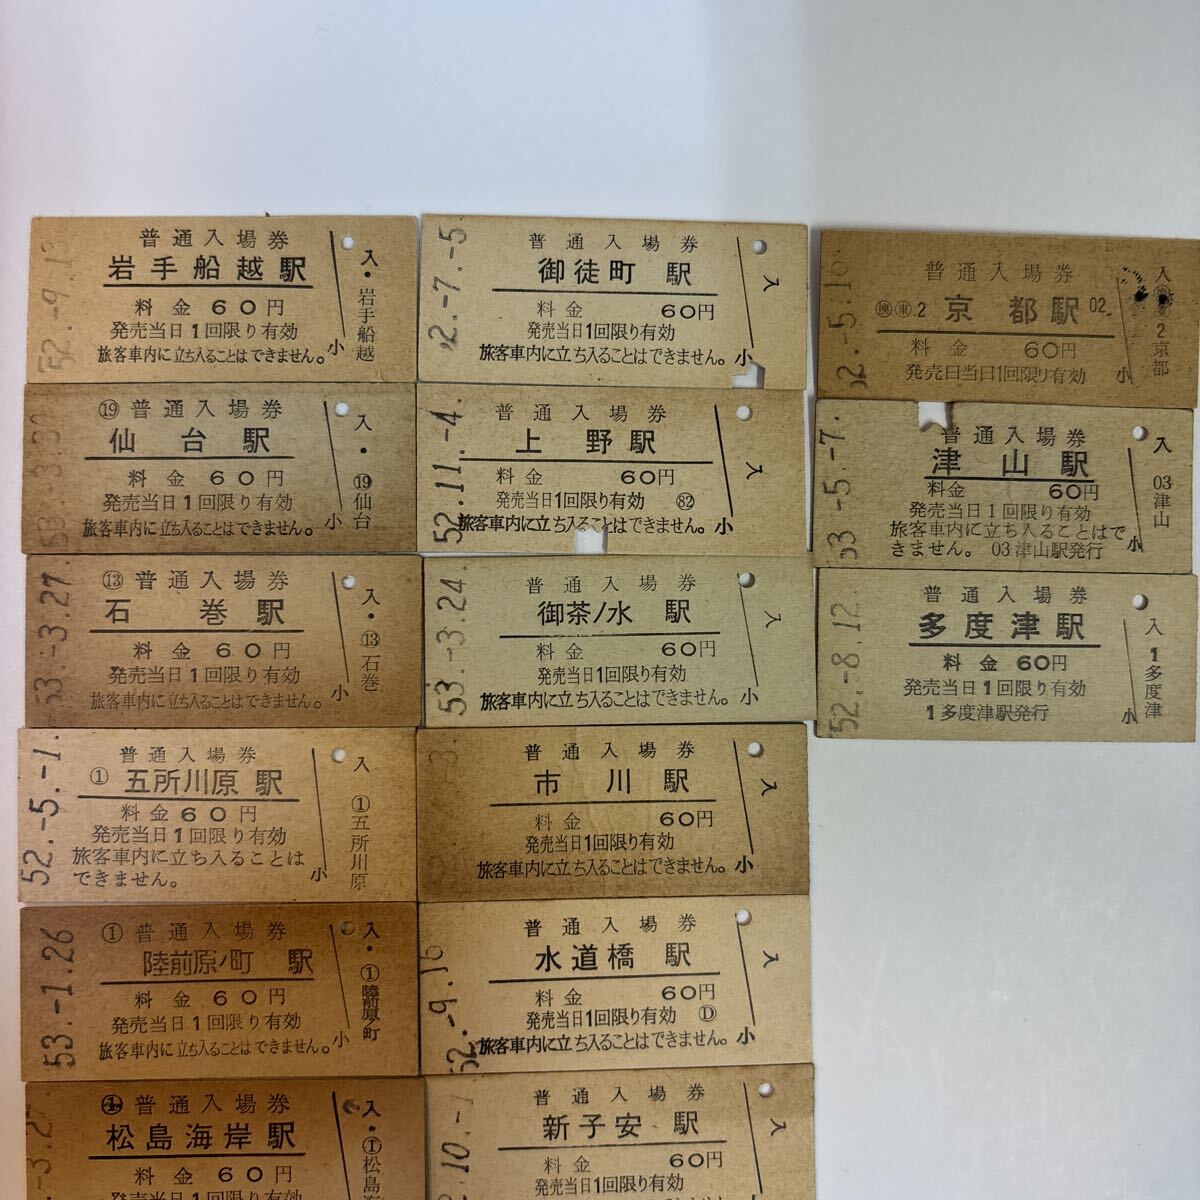 普通入場券
岩手船越駅
料金60円
発売当日1回限り有効
旅客車内に立ち入ることはできません。
小
入・岩手船越
⑲普通入場券
仙台駅
料金60円
発売当日1回限り有効
旅客車内に立ち入ることはできません。
小
入・⑲仙台
53.-3.27
⑬普通入場券
石巻駅
料金60円
発売当日1回限り有効
旅客車内に立ち入ることはできません。
小
入・⑬石巻
52.-5.-1
普通入場券
①五所川原駅
料金60円
発売当日1回限り有効
旅客車内に立ち入ることは
できません。
小
入 ①五所川原
53.-1.26
①普通入場券
陸前原ノ町駅
料金60円
発売当日1回限り有効
旅客車内に立ち入ることはできません。
小
入・①陸前原ノ町
-3.27
①普通入場券
松島海岸駅
料金60円
発売当日1回限り有効
入・①松島海
2.-7.-5
普通入場券
御徒町駅
料金60円
発売当日1回限り有効
旅客車内に立ち入ることはできません。
小
入
52.11.-4
普通入場券
上野駅
料金60円
発売当日1回限り有効 82
旅客車内に立ち入ることはできません。
小
入
53.-3.24
普通入場券
御茶ノ水駅
料金60円
発売当日1回限り有効
旅客車内に立ち入ることはできません。
小
入
普通入場券
市川駅
料金60円
発売当日1回限り有効
旅客車内に立ち入ることはできません。
小
入
52.-9.16
普通入場券
水道橋駅
料金60円
発売当日1回限り有効 Ⓓ
旅客車内に立ち入ることはできません。
小
入
2.10.-1
普通入場券
新子安駅
料金60円
発売当日1回限り有効
入
2.-5.16
普通入場券
㊋ 2 京都駅 02
料金60円
発売日当日1回限り有効
小
入 2京都
53.-5.-7
普通入場券
津山駅
料金60円
発売当日1回限り有効
旅客車内に立ち入ることはで
きません。 03津山駅発行
小
入 03津山
52.-8.12
普通入場券
多度津駅
料金60円
発売当日1回限り有効
1多度津駅発行
小
入 1多度津